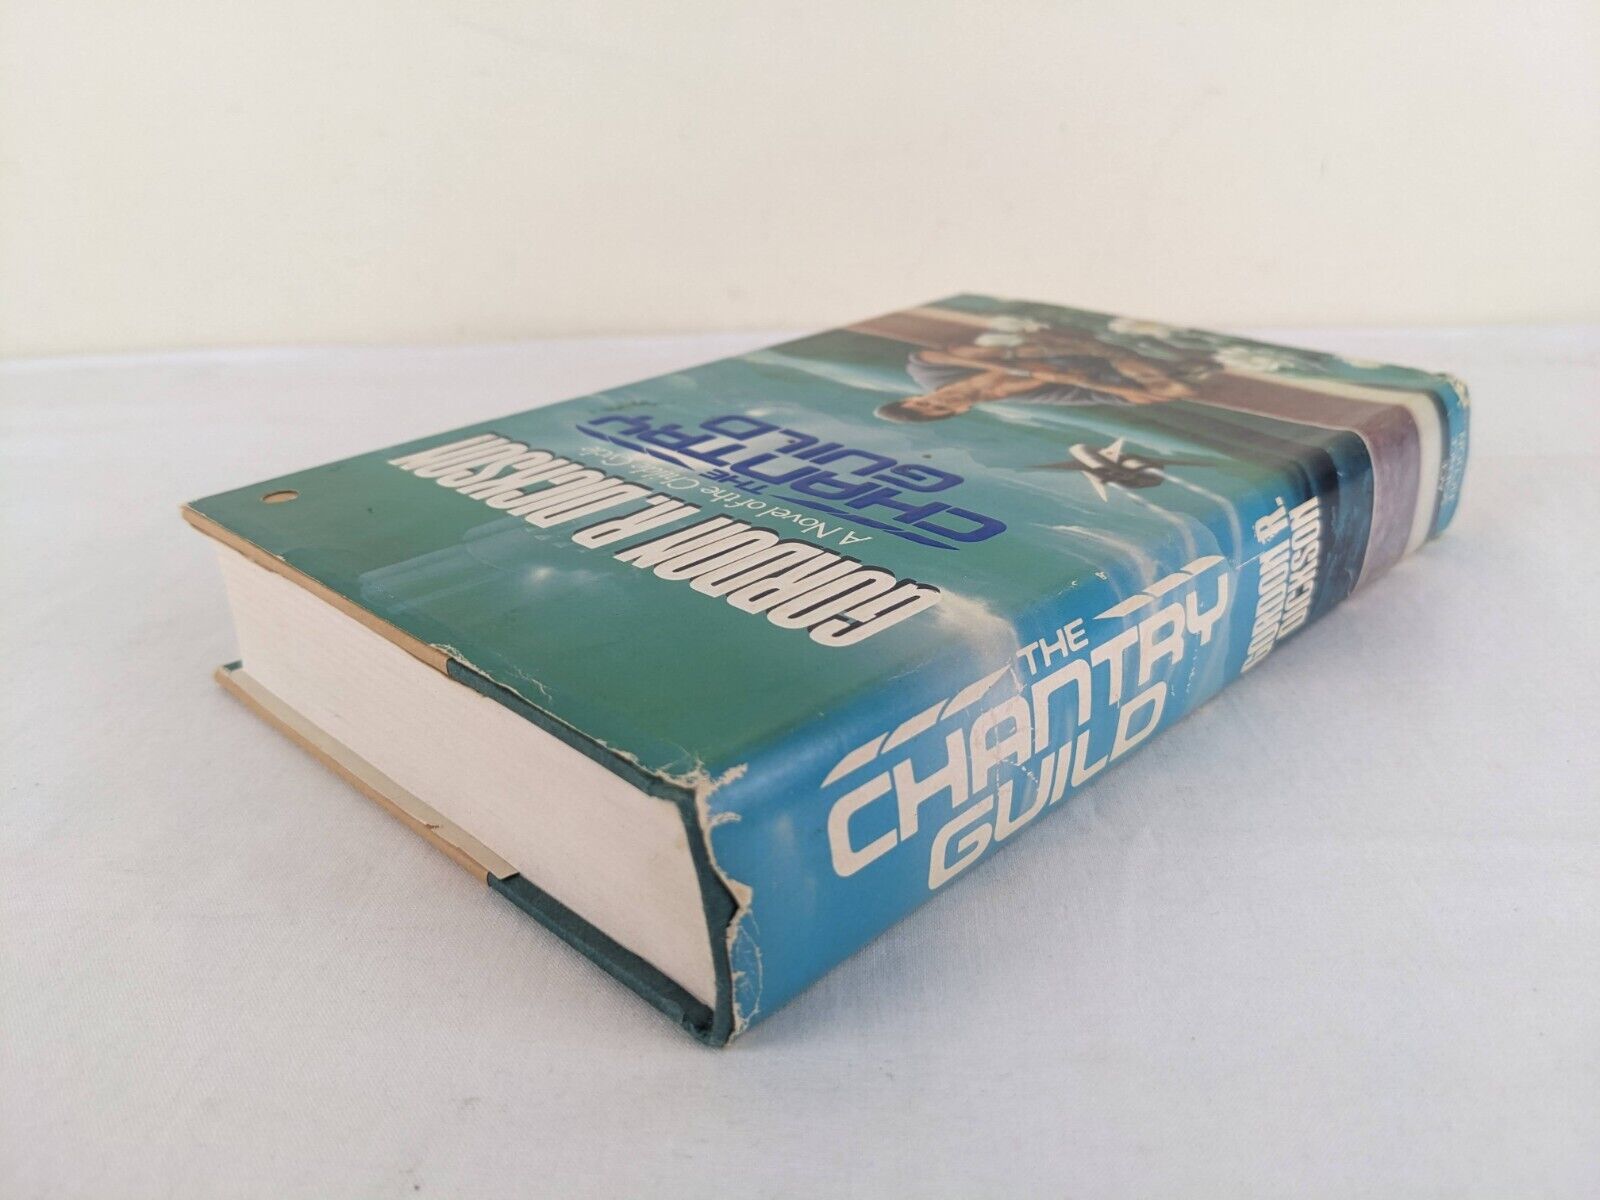 GORDON R. DICKSON
A Novel of the Childe Cycle
THE
CHANTRY
GUILD
THE
CHANTRY
GUILD
GORDON R.
DICKSON